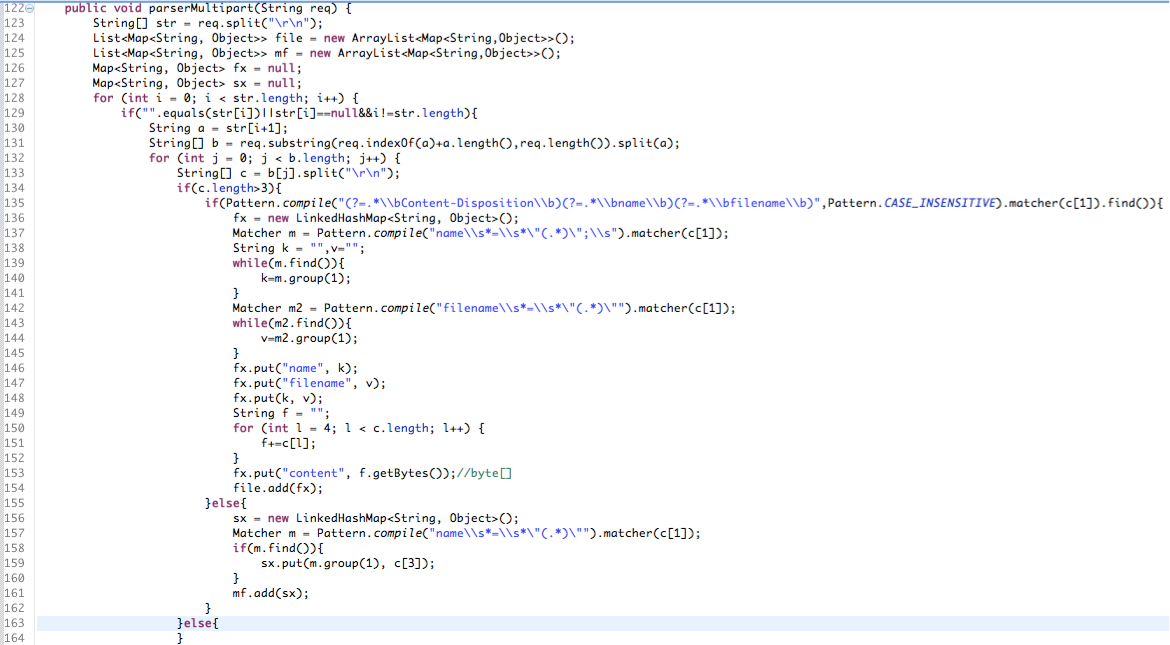 122 public void parserMultipart(String req) {
123 String[] str = req.split("\r\n");
124 List<Map<String, Object>> file = new ArrayList<Map<String,Object>>();
125 List<Map<String, Object>> mf = new ArrayList<Map<String,Object>>();
126 Map<String, Object> fx = null;
127 Map<String, Object> sx = null;
128 for (int i = 0; i < str.length; i++) {
129 if("".equals(str[i])||str[i]==null&&i!=str.length){
130 String a = str[i+1];
131 String[] b = req.substring(req.indexOf(a)+a.length(),req.length()).split(a);
132 for (int j = 0; j < b.length; j++) {
133 String[] c = b[j].split("\r\n");
134 if(c.length>3){
135 if(Pattern.compile("(?=.*\\bContent-Disposition\\b)(?=.*\\bname\\b)(?=.*\\bfilename\\b)",Pattern.CASE_INSENSITIVE).matcher(c[1]).find()){
136 fx = new LinkedHashMap<String, Object>();
137 Matcher m = Pattern.compile("name\\s*=\\s*\"(.*)\";\\s").matcher(c[1]);
138 String k = "",v="";
139 while(m.find()){
140 k=m.group(1);
141 }
142 Matcher m2 = Pattern.compile("filename\\s*=\\s*\"(.*)\"").matcher(c[1]);
143 while(m2.find()){
144 v=m2.group(1);
145 }
146 fx.put("name", k);
147 fx.put("filename", v);
148 fx.put(k, v);
149 String f = "";
150 for (int l = 4; l < c.length; l++) {
151 f+=c[l];
152 }
153 fx.put("content", f.getBytes());//byte[]
154 file.add(fx);
155 }else{
156 sx = new LinkedHashMap<String, Object>();
157 Matcher m = Pattern.compile("name\\s*=\\s*\"(.*)\"").matcher(c[1]);
158 if(m.find()){
159 sx.put(m.group(1), c[3]);
160 }
161 mf.add(sx);
162 }
163 }else{
164 }